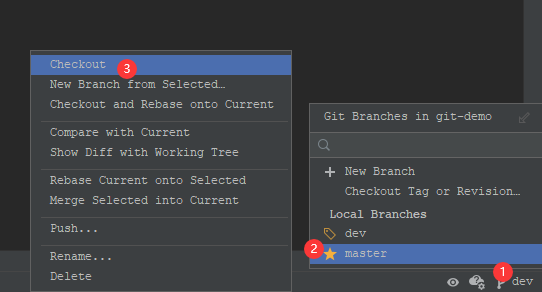 Checkout
3
New Branch from Selected…
Checkout and Rebase onto Current
Compare with Current
Show Diff with Working Tree
Rebase Current onto Selected
Merge Selected into Current
Push...
Rename...
Delete
Git Branches in git-demo
New Branch
Checkout Tag or Revision…
Local Branches
dev
2
master
1
dev